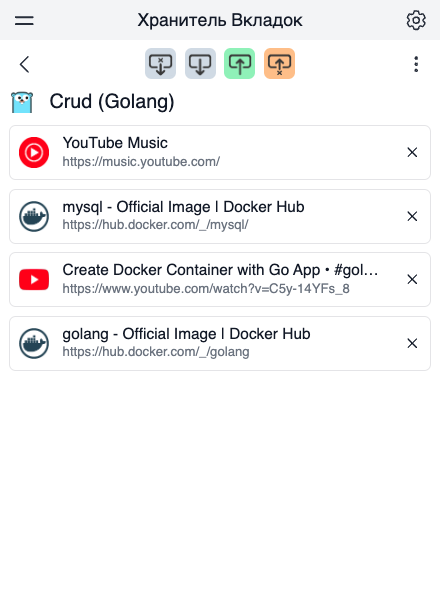 Хранитель Вкладок
Crud (Golang)
YouTube Music
https://music.youtube.com/
mysql - Official Image | Docker Hub
https://hub.docker.com/_/mysql/
Create Docker Container with Go App • #gol...
https://www.youtube.com/watch?v=C5y-14YFs_8
golang - Official Image | Docker Hub
https://hub.docker.com/_/golang